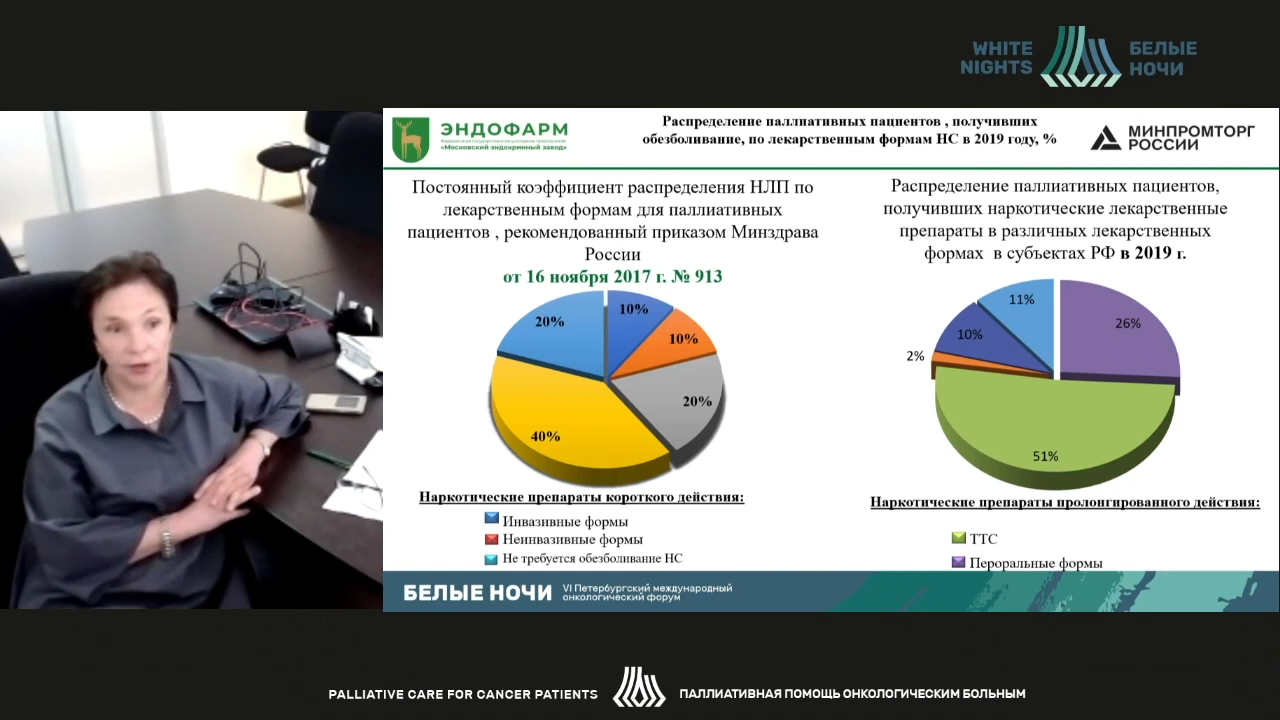 WHITE
NIGHTS
БЕЛЫЕ
НОЧИ
ЭНДОФАРМ
«Московский эндокринный завод»
Распределение паллиативных пациентов , получивших
обезболивание, по лекарственным формам НС в 2019 году, %
МИНПРОМТОРГ
РОССИИ
Постоянный коэффициент распределения НЛП по
лекарственным формам для паллиативных
пациентов , рекомендованный приказом Минздрава
России
от 16 ноября 2017 г. № 913
20%
10%
10%
20%
40%
Наркотические препараты короткого действия:
Инвазивные формы
Неинвазивные формы
Не требуется обезболивание НС
Распределение паллиативных пациентов,
получивших наркотические лекарственные
препараты в различных лекарственных
формах в субъектах РФ в 2019 г.
11%
10%
2%
26%
51%
Наркотические препараты пролонгированного действия:
ТТС
Пероральные формы
БЕЛЫЕ НОЧИ
VI Петербургский международный
онкологический форум
PALLIATIVE CARE FOR CANCER PATIENTS
ПАЛЛИАТИВНАЯ ПОМОЩЬ ОНКОЛОГИЧЕСКИМ БОЛЬНЫМ